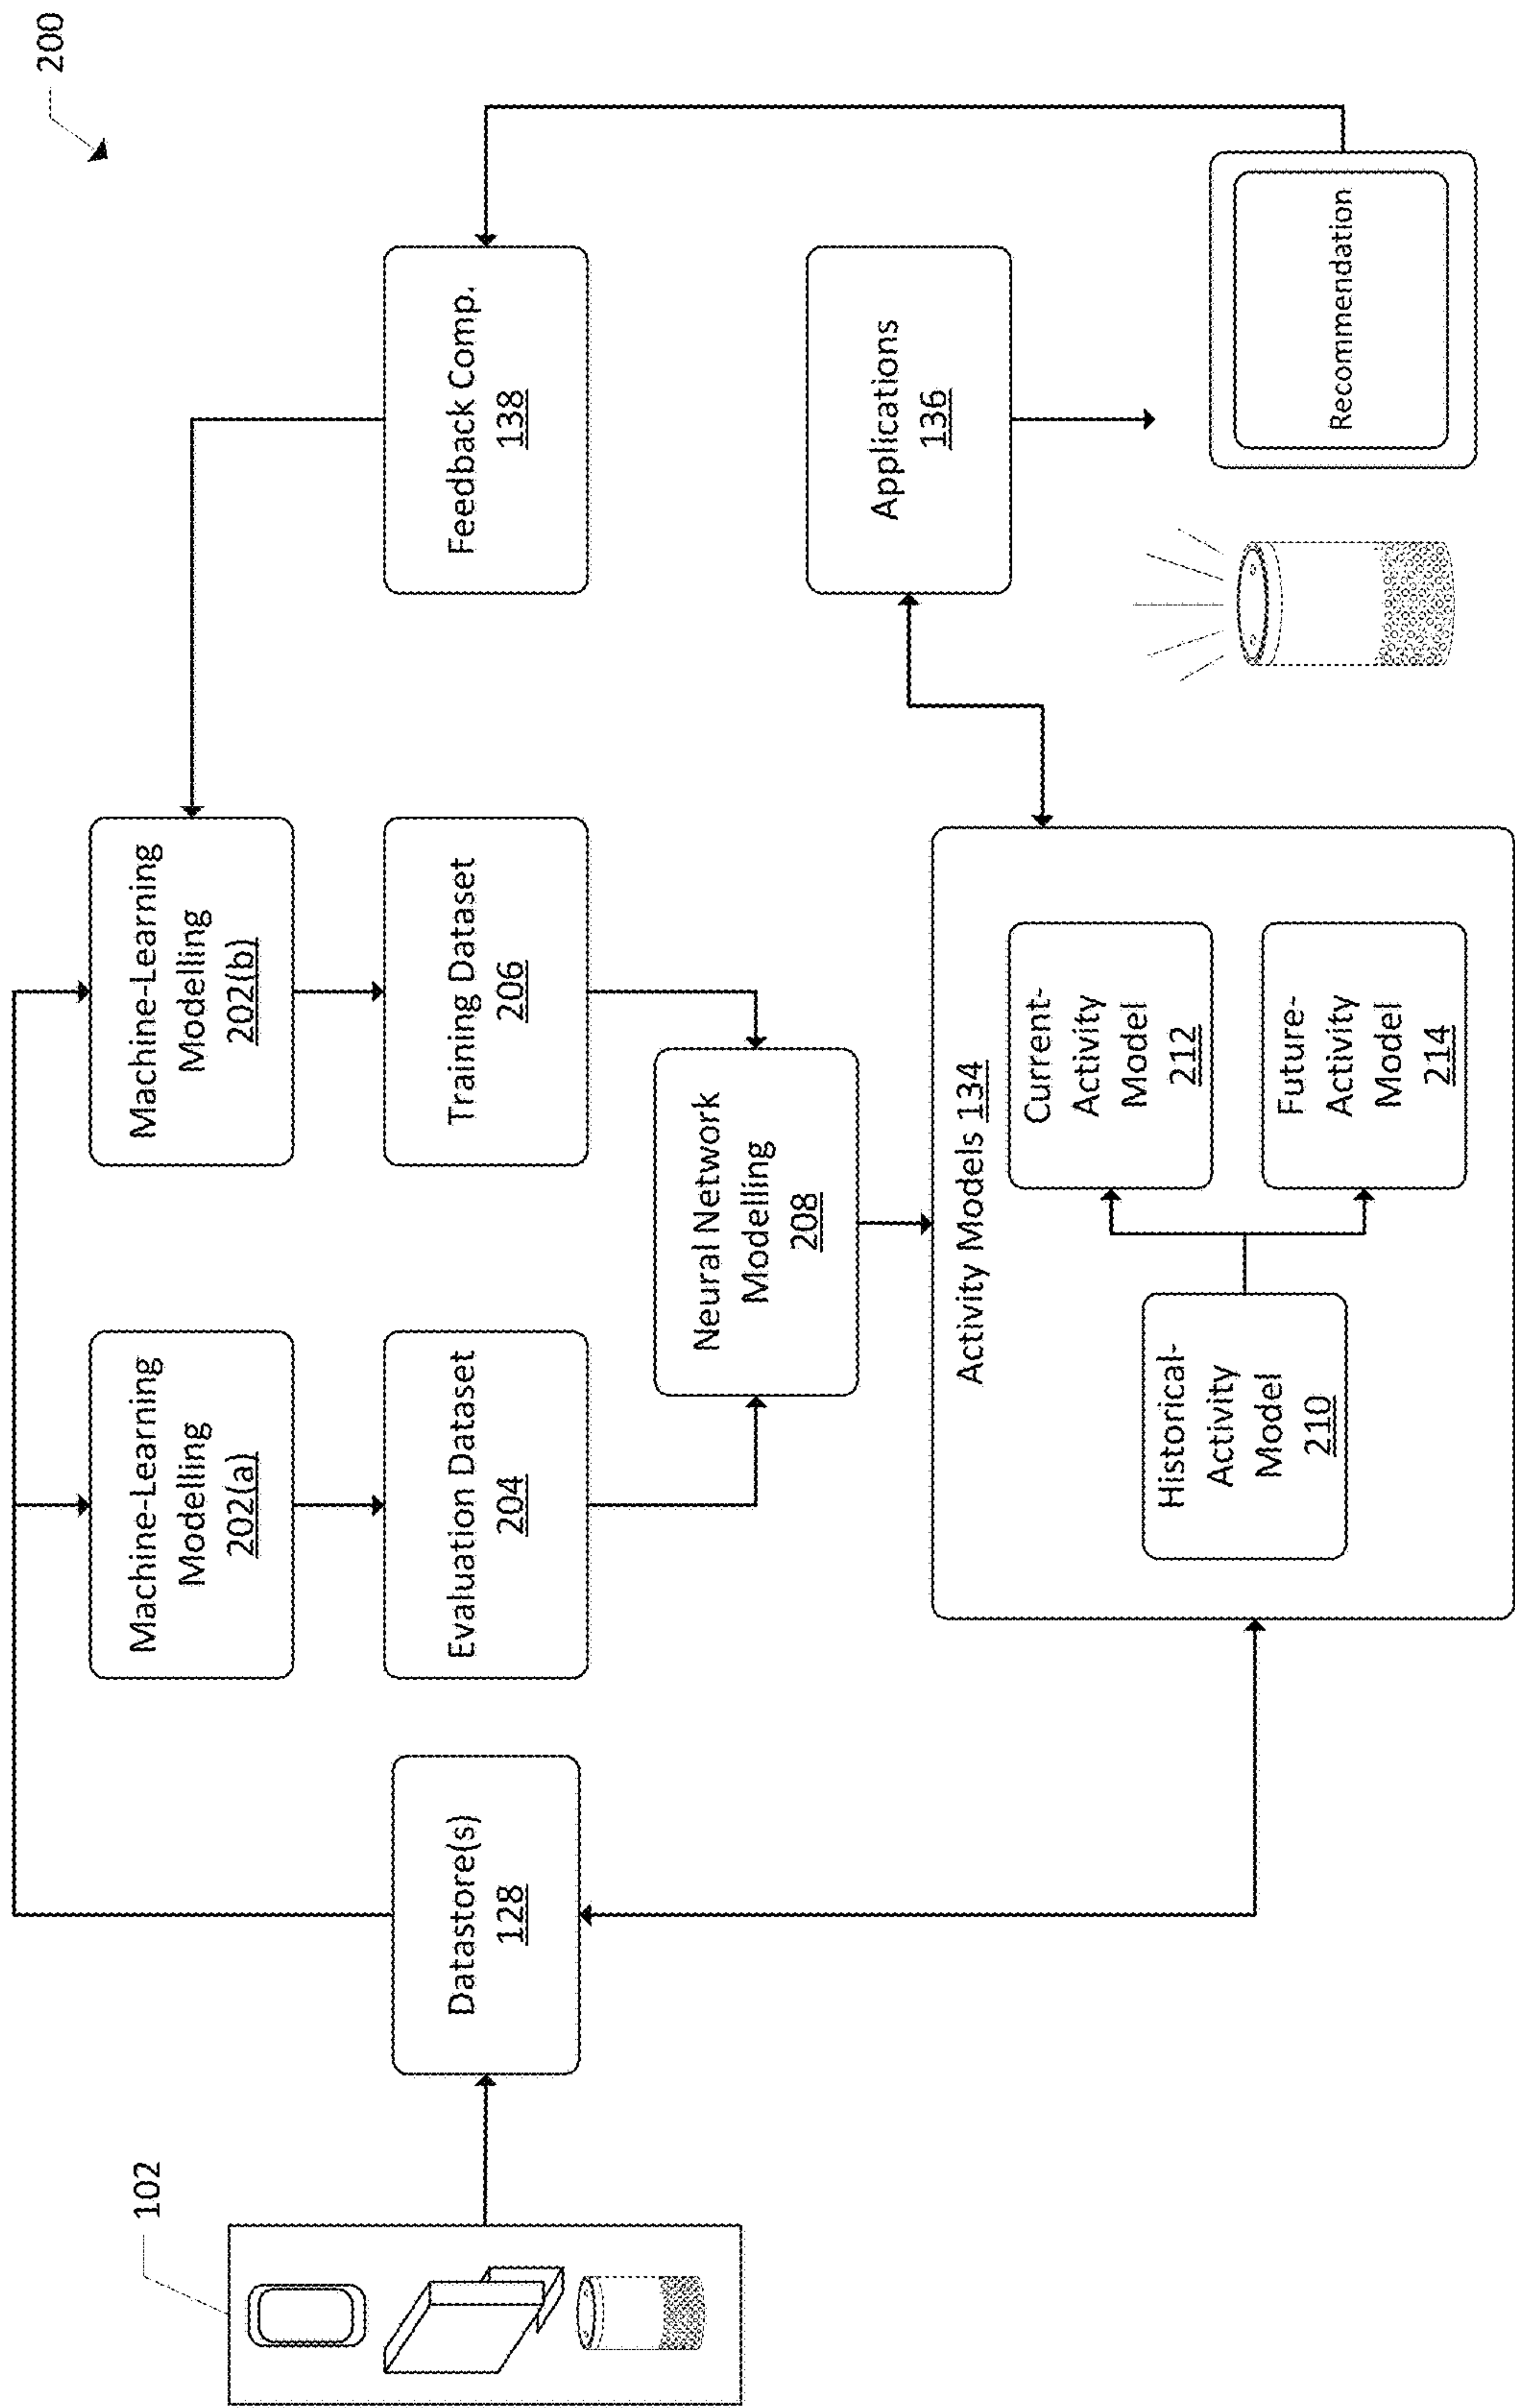 200
102
Datastore(s)
128
Machine-Learning
Modelling
202(a)
Machine-Learning
Modelling
202(b)
Evaluation Dataset
204
Training Dataset
206
Feedback Comp.
138
Neural Network
Modelling
208
Applications
136
Activity Models 134
Historical-
Activity
Model
210
Current-
Activity
Model
212
Future-
Activity
Model
214
Recommendation